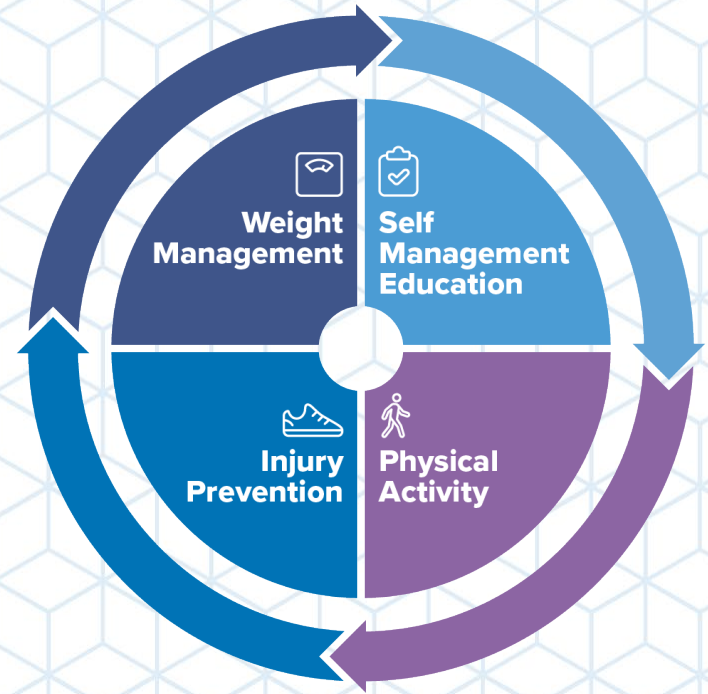 Weight
Management
Self
Management
Education
Injury
Prevention
Physical
Activity